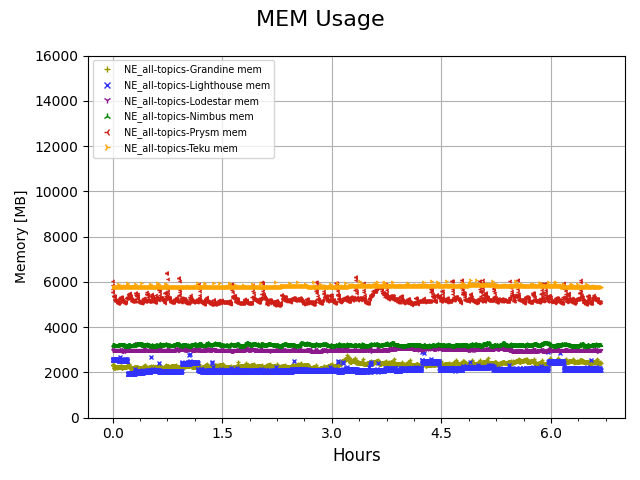 MEM Usage
16000
14000
12000
10000
8000
6000
4000
2000
0
Memory [MB]
NE_all-topics-Grandine mem
NE_all-topics-Lighthouse mem
NE_all-topics-Lodestar mem
NE_all-topics-Nimbus mem
NE_all-topics-Prysm mem
NE_all-topics-Teku mem
0.0 1.5 3.0 4.5 6.0
Hours